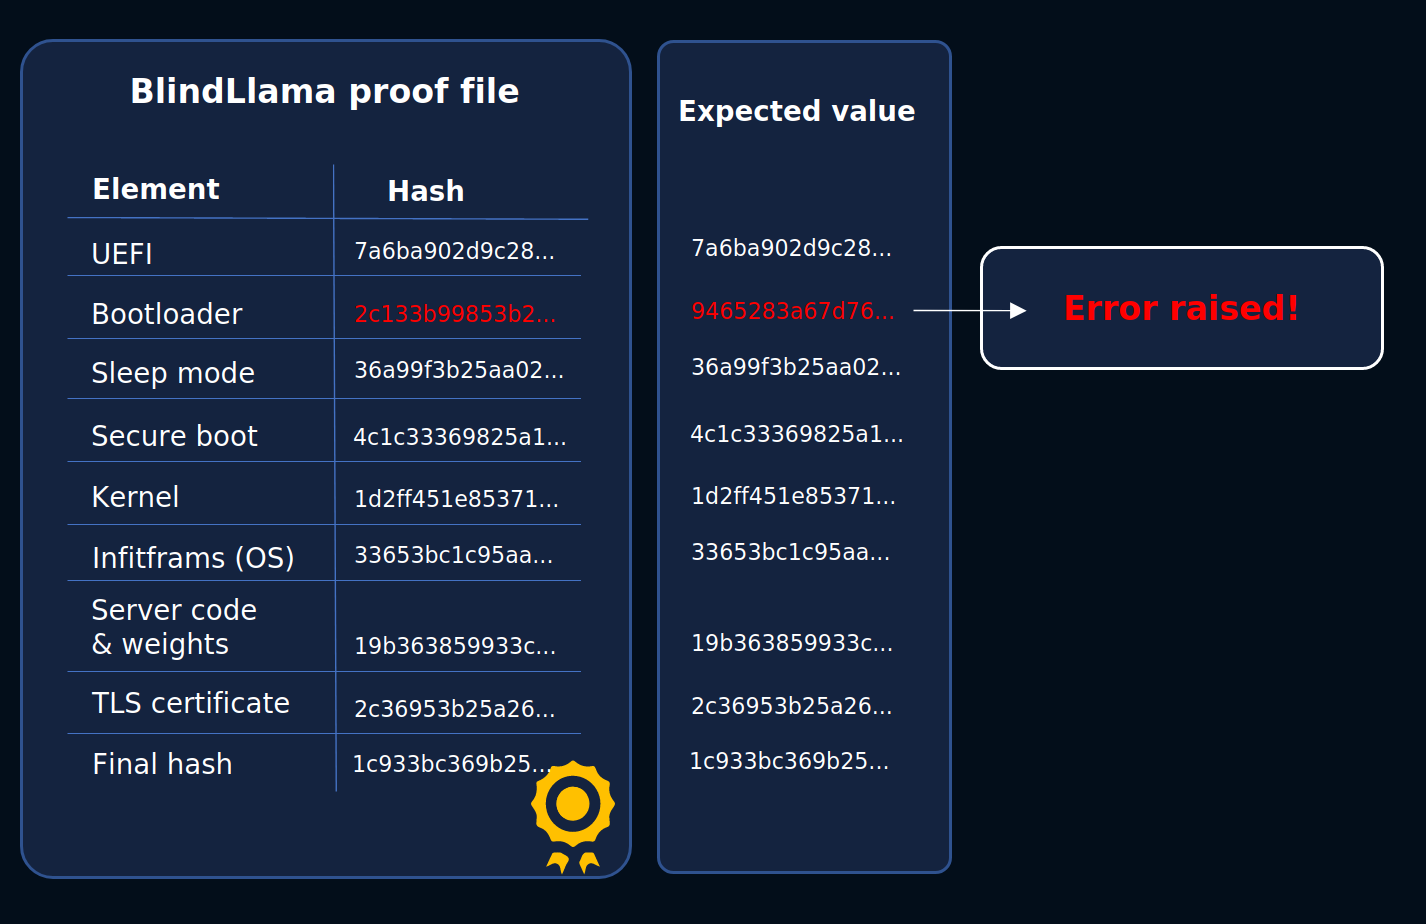 BlindLlama proof file
Expected value
Element Hash
UEFI 7a6ba902d9c28... 7a6ba902d9c28...
Bootloader 2c133b99853b2... 9465283a67d76... Error raised!
Sleep mode 36a99f3b25aa02... 36a99f3b25aa02...
Secure boot 4c1c33369825a1... 4c1c33369825a1...
Kernel 1d2ff451e85371... 1d2ff451e85371...
Infitframs (OS) 33653bc1c95aa... 33653bc1c95aa...
Server code
& weights 19b363859933c... 19b363859933c...
TLS certificate 2c36953b25a26... 2c36953b25a26...
Final hash 1c933bc369b25... 1c933bc369b25...